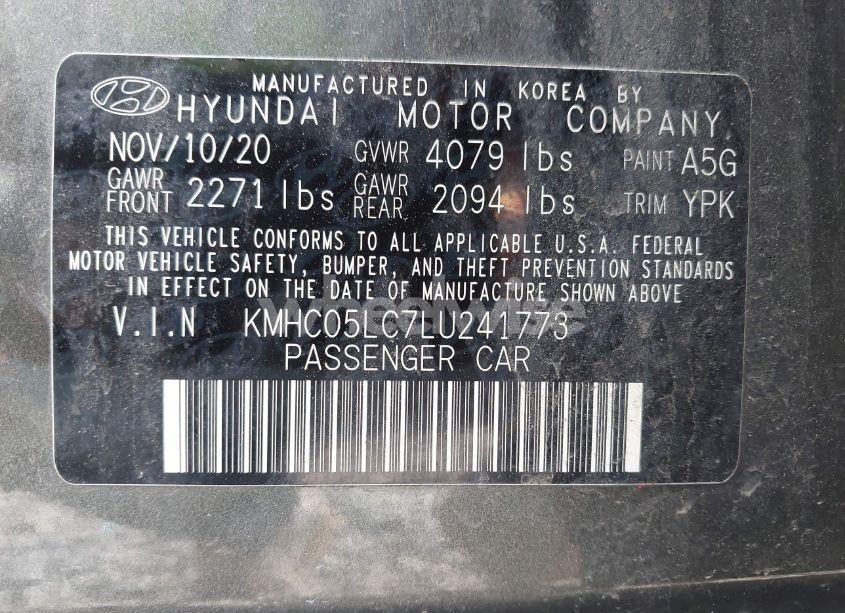 MANUFACTURED IN KOREA BY
HYUNDAI MOTOR COMPANY
NOV/10/20 GVWR 4079 lbs PAINT A5G
GAWR FRONT 2271 lbs GAWR REAR 2094 lbs TRIM YPK
THIS VEHICLE CONFORMS TO ALL APPLICABLE U.S.A. FEDERAL
MOTOR VEHICLE SAFETY, BUMPER, AND THEFT PREVENTION STANDARDS
IN EFFECT ON THE DATE OF MANUFACTURE SHOWN ABOVE
V.I.N KMHC05LC7LU241773
PASSENGER CAR